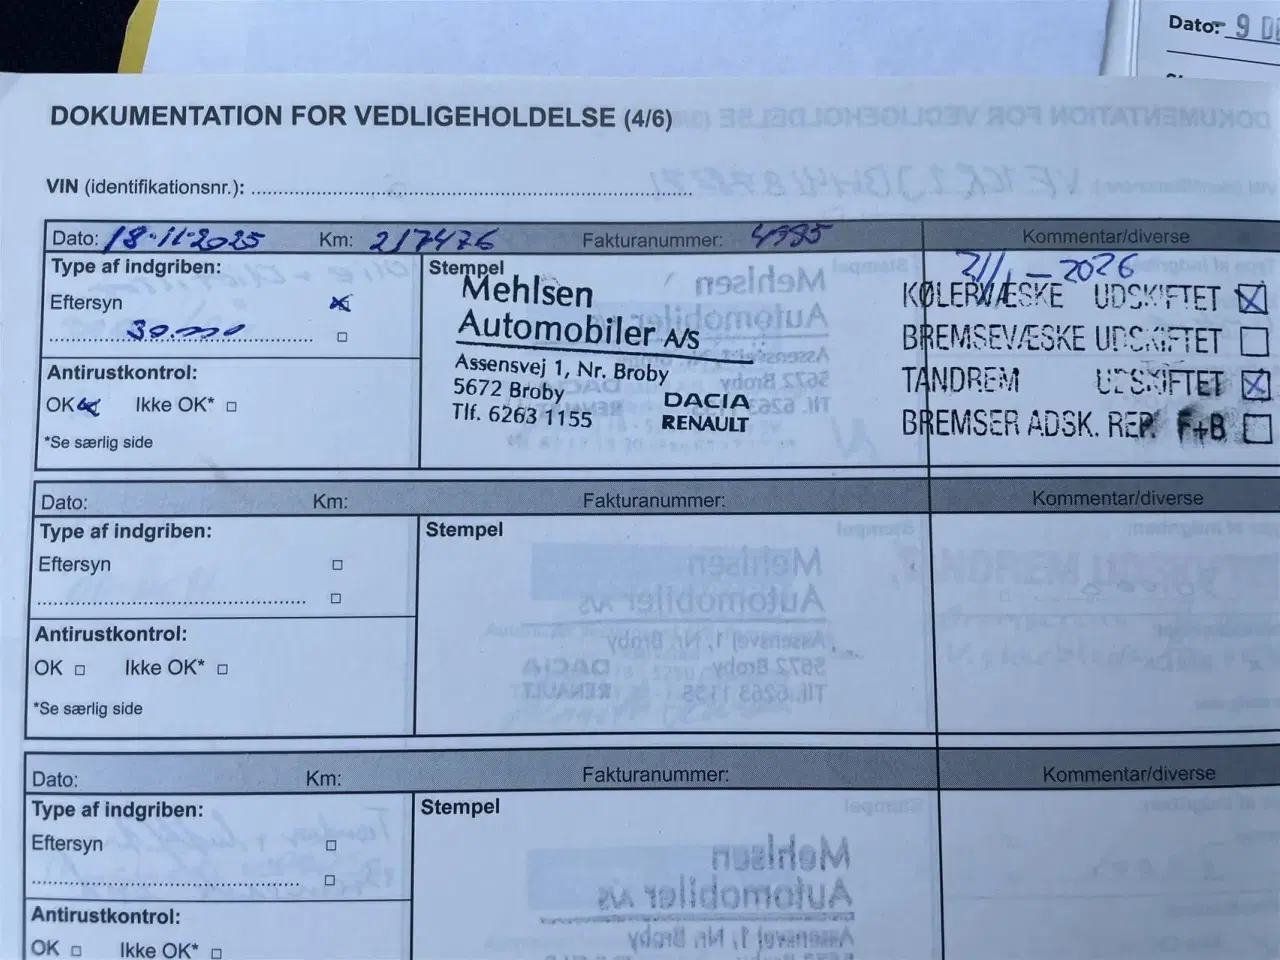 Dato: 9 DE
DOKUMENTATION FOR VEDLIGEHOLDELSE (4/6)
VIN (identifikationsnr.):
Dato: 18-11-2025 Km: 217476 Fakturanummer: 4995 Kommentar/diverse
Type af indgriben:
Eftersyn
30.000
Antirustkontrol:
OK Ikke OK*
*Se særlig side
Stempel
Mehlsen
Automobiler A/S
Assensvej 1, Nr. Broby
5672 Broby
Tlf. 6263 1155
DACIA
RENAULT
2/1-2026
KØLERVÆSKE UDSKIFTET
BREMSEVÆSKE UDSKIFTET
TANDREM UDSKIFTET
BREMSER ADSK. REP. F+B
Dato: Km: Fakturanummer: Kommentar/diverse
Type af indgriben:
Eftersyn
Antirustkontrol:
OK Ikke OK*
*Se særlig side
Stempel
Dato: Km: Fakturanummer: Kommentar/diverse
Type af indgriben:
Eftersyn
Antirustkontrol:
OK Ikke OK*
Stempel